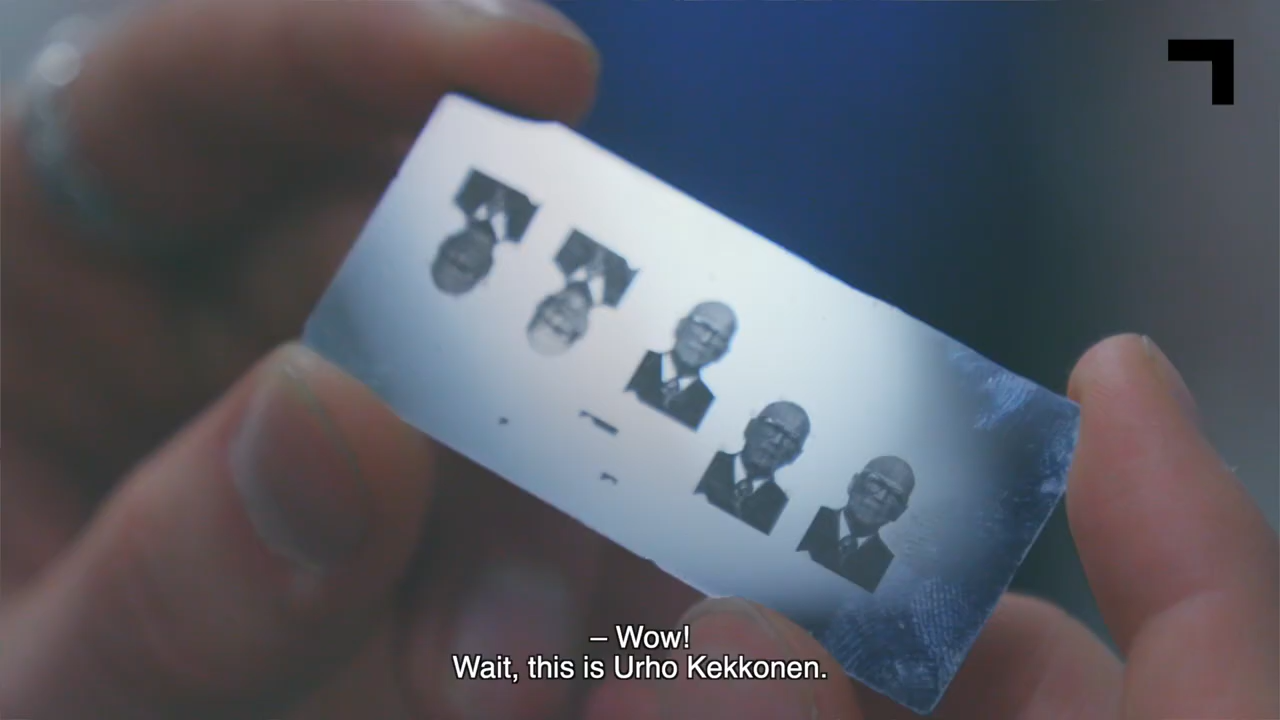 – Wow!
Wait, this is Urho Kekkonen.